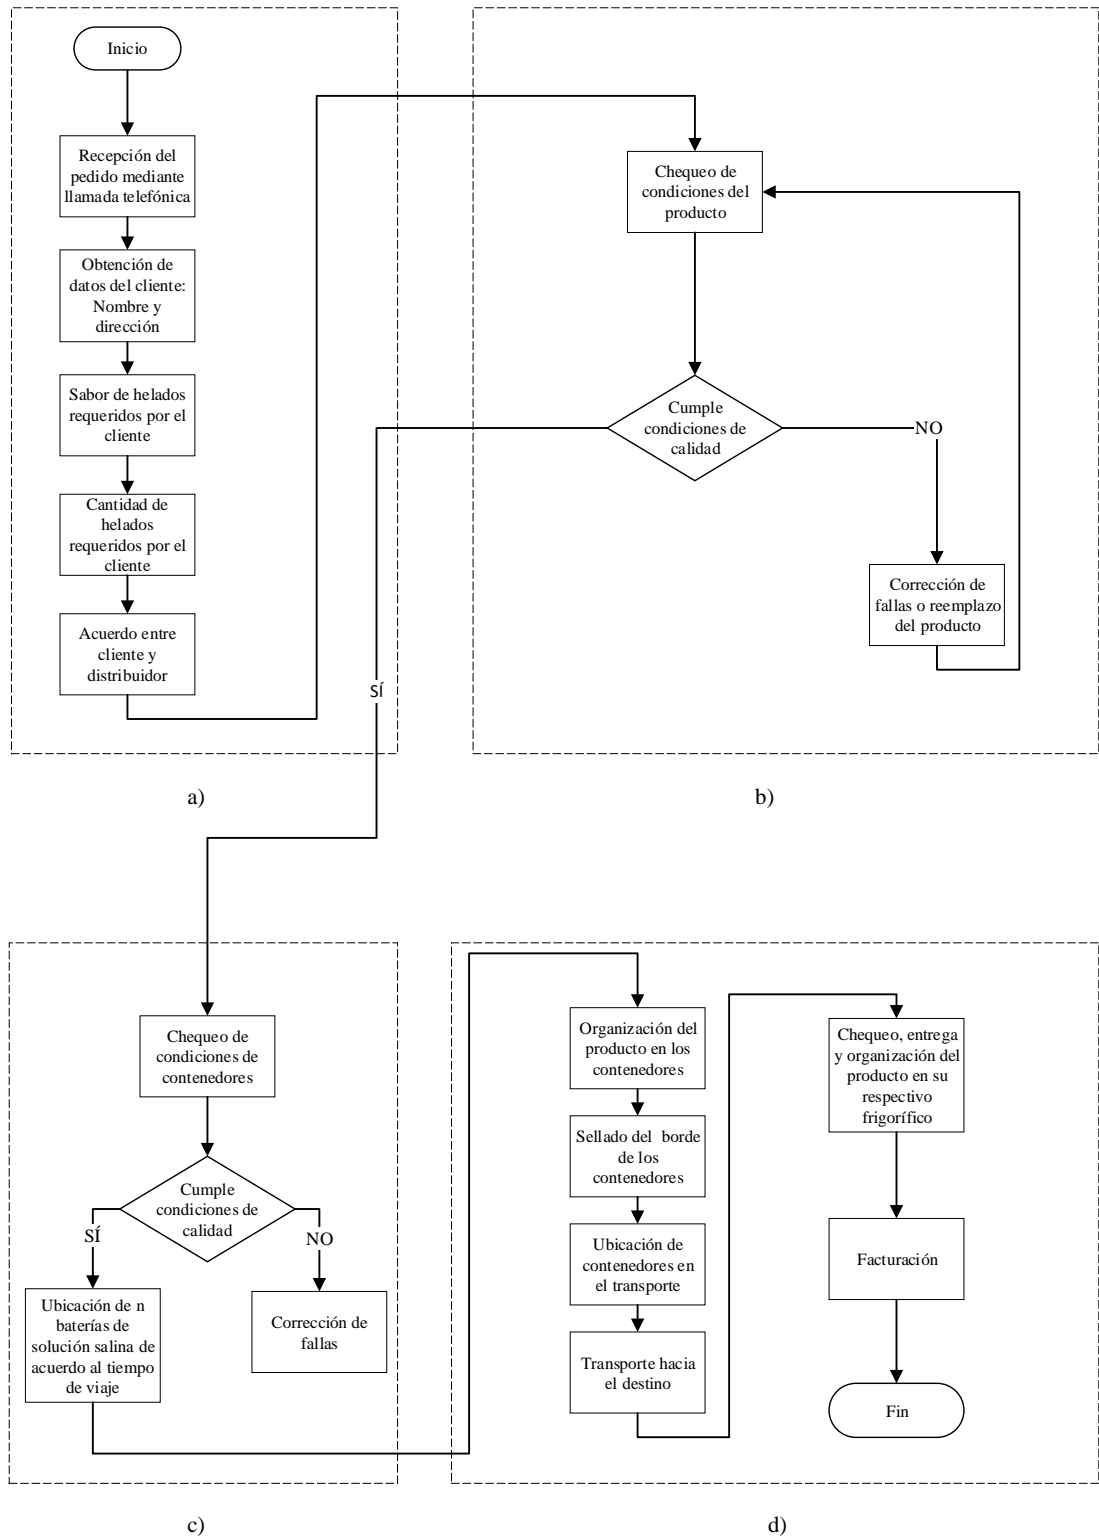 Inicio
Recepción del
pedido mediante
llamada telefónica
Obtención de
datos del cliente:
Nombre y
dirección
Sabor de helados
requeridos por el
cliente
Cantidad de
helados
requeridos por el
cliente
Acuerdo entre
cliente y
distribuidor
a)
Chequeo de
condiciones del
producto
Cumple
condiciones de
calidad
NO
Corrección de
fallas o reemplazo
del producto
SÍ
b)
Chequeo de
condiciones de
contenedores
Cumple
condiciones de
calidad
SÍ
NO
Ubicación de n
baterías de
solución salina de
acuerdo al tiempo
de viaje
Corrección de
fallas
c)
Organización del
producto en los
contenedores
Sellado del  borde
de los
contenedores
Ubicación de
contenedores en
el transporte
Transporte hacia
el destino
Chequeo, entrega
y organización del
producto en su
respectivo
frigorífico
Facturación
Fin
d)